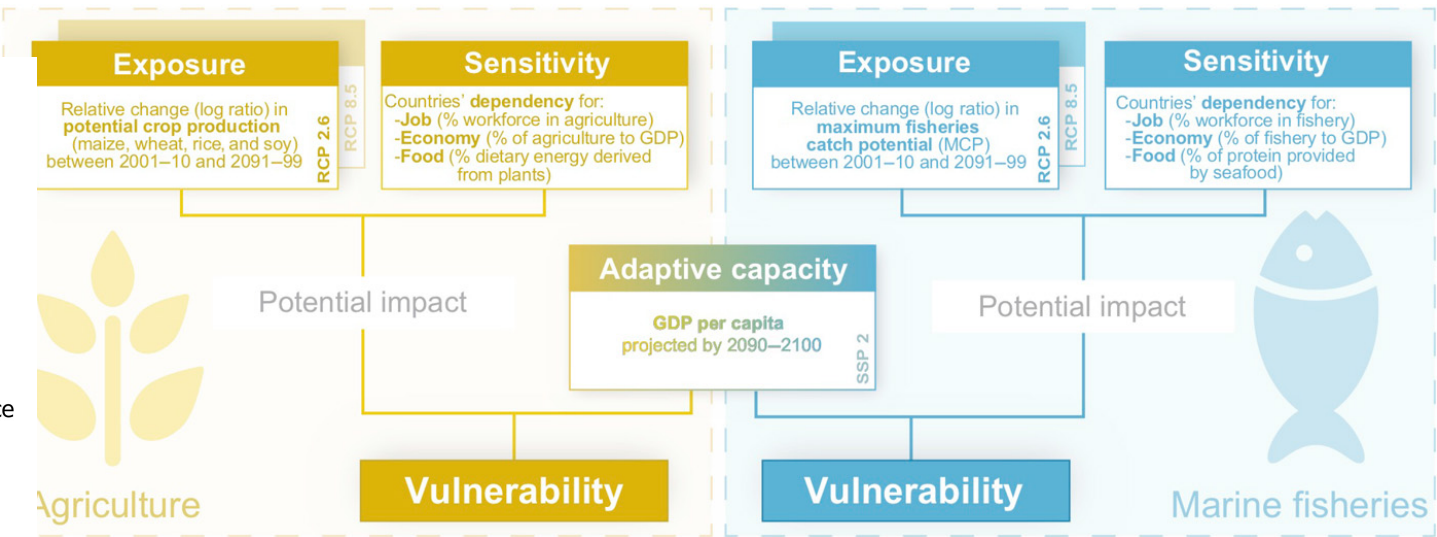 Exposure
Relative change (log ratio) in
potential crop production
(maize, wheat, rice, and soy)
between 2001–10 and 2091–99
RCP 2.6
RCP 8.5
Sensitivity
Countries' dependency for:
-Job (% workforce in agriculture)
-Economy (% of agriculture to GDP)
-Food (% dietary energy derived
from plants)
Exposure
Relative change (log ratio) in
maximum fisheries
catch potential (MCP)
between 2001–10 and 2091–99
RCP 2.6
RCP 8.5
Sensitivity
Countries' dependency for:
-Job (% workforce in fishery)
-Economy (% of fishery to GDP)
-Food (% of protein provided
by seafood)
Potential impact
Adaptive capacity
GDP per capita
projected by 2090–2100
SSP 2
Potential impact
Vulnerability
Vulnerability
Agriculture
Marine fisheries